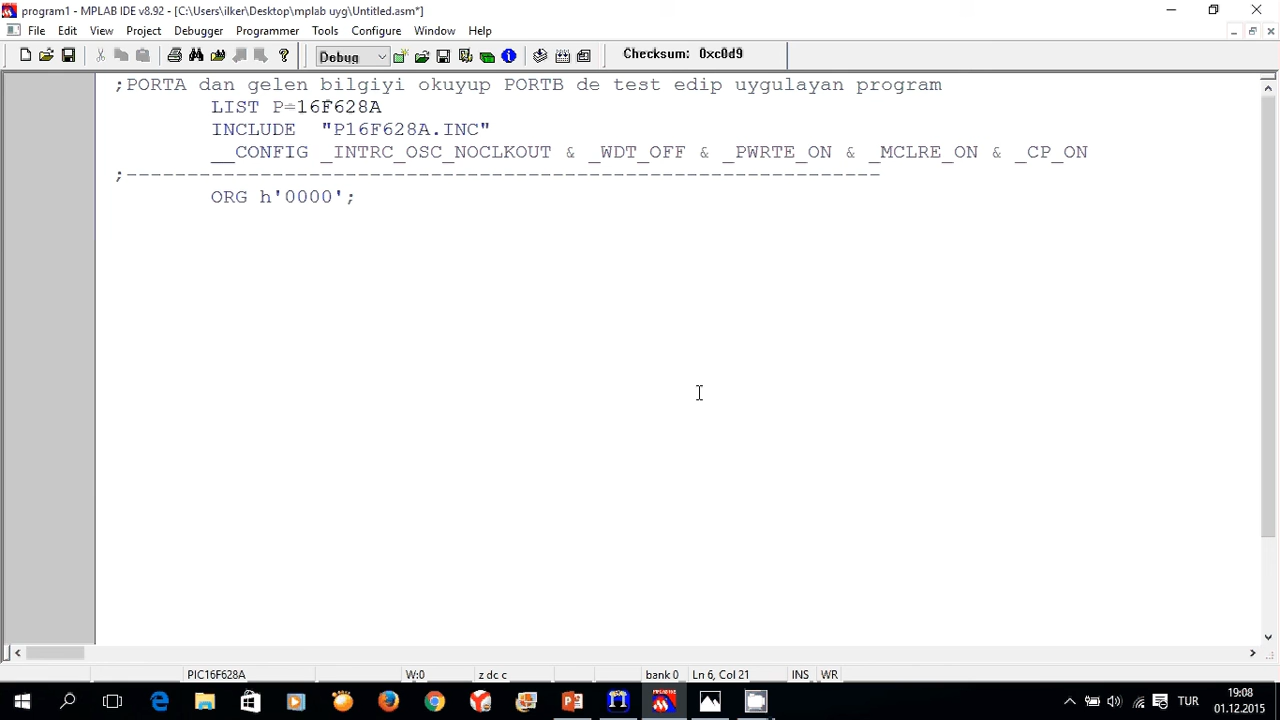 program1 - MPLAB IDE v8.92 - [C:\Users\ilker\Desktop\mplab uyg\Untitled.asm*]
File Edit View Project Debugger Programmer Tools Configure Window Help
Debug Checksum: 0xc0d9
;PORTA dan gelen bilgiyi okuyup PORTB de test edip uygulayan program
LIST P=16F628A
INCLUDE "P16F628A.INC"
__CONFIG _INTRC_OSC_NOCLKOUT & _WDT_OFF & _PWRTE_ON & _MCLRE_ON & _CP_ON
;--------------------------------------------------------------
ORG h'0000';
PIC16F628A W:0 z dc c bank 0 Ln 6, Col 21 INS WR
TUR 19:08
01.12.2015